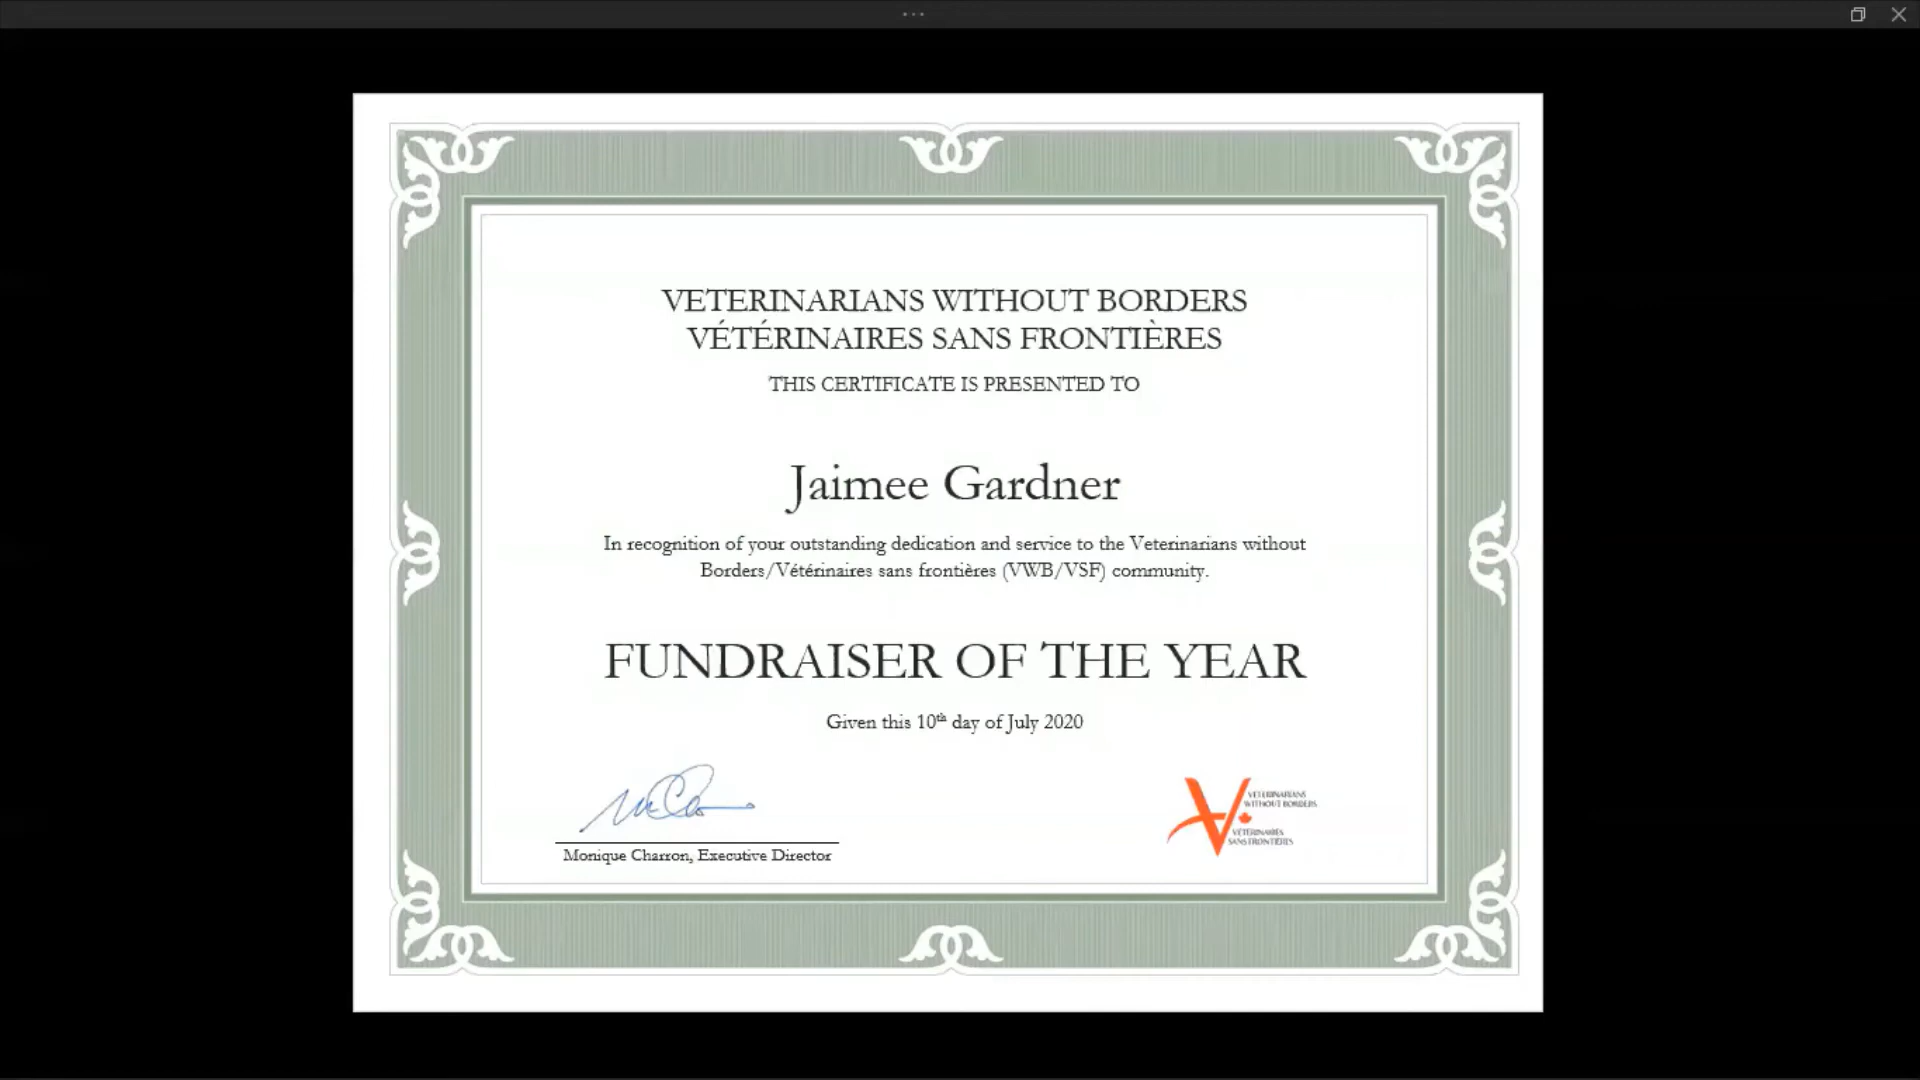 VETERINARIANS WITHOUT BORDERS
VÉTÉRINAIRES SANS FRONTIÈRES
THIS CERTIFICATE IS PRESENTED TO
Jaimee Gardner
In recognition of your outstanding dedication and service to the Veterinarians without
Borders/Vétérinaires sans frontières (VWB/VSF) community.
FUNDRAISER OF THE YEAR
Given this 10th day of July 2020
Monique Charron, Executive Director
VETERINARIANS
WITHOUT BORDERS
VÉTÉRINAIRES
SANS FRONTIÈRES